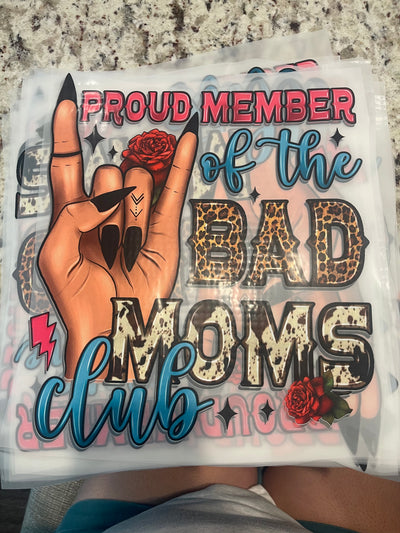 PROUD MEMBER
of the
BAD
MOMS
club